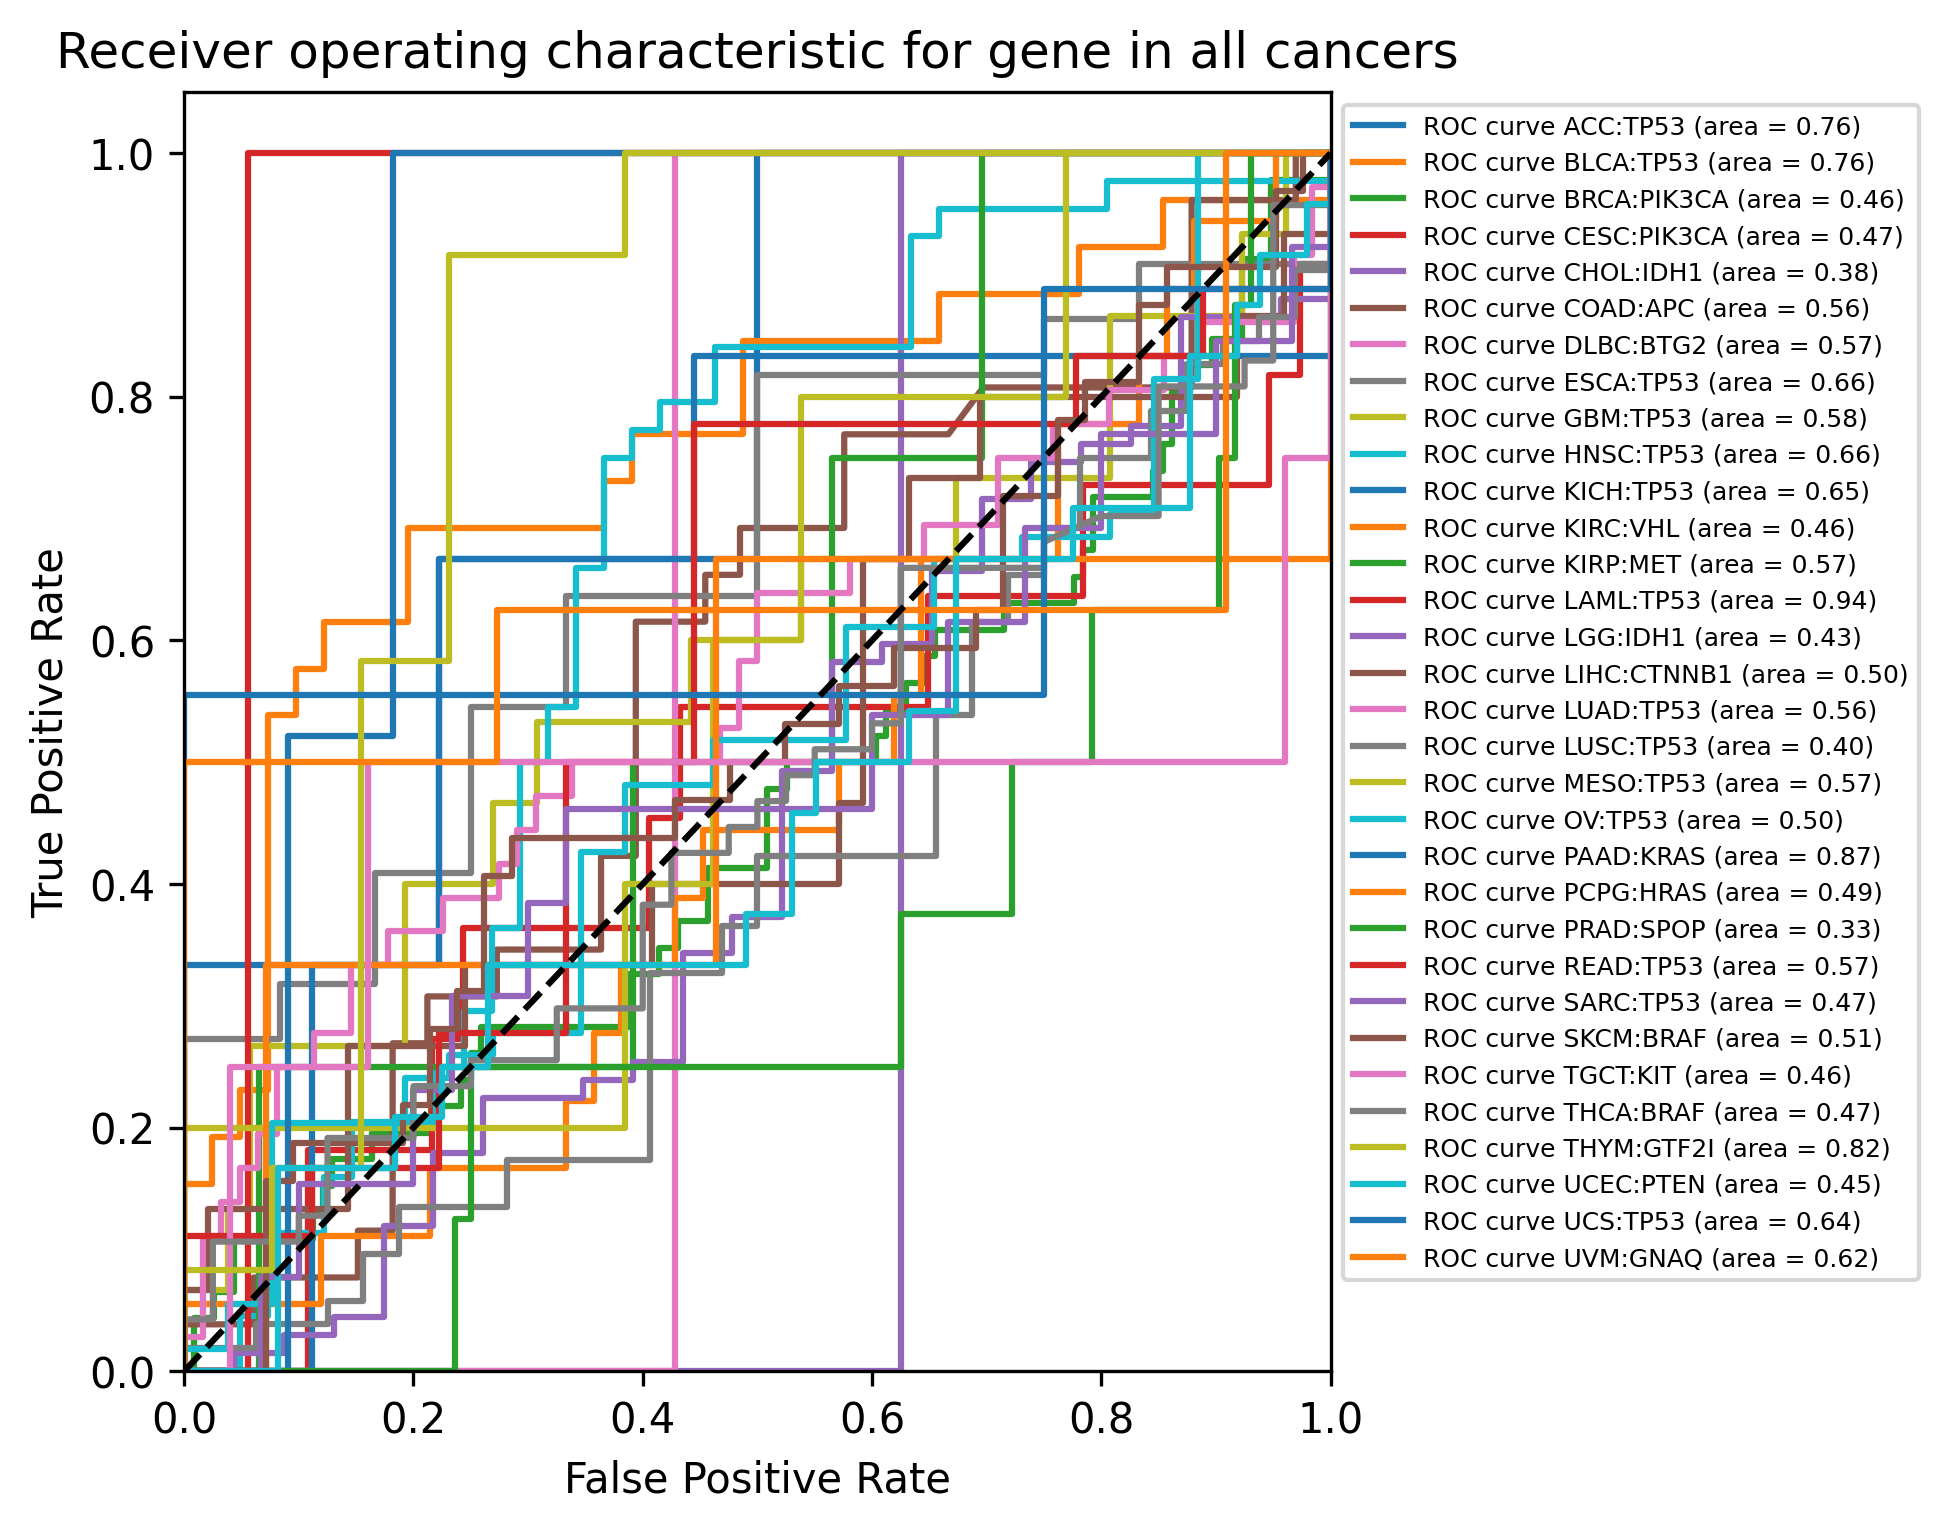 Receiver operating characteristic for gene in all cancers
True Positive Rate
1.0
0.8
0.6
0.4
0.2
0.0
0.0 0.2 0.4 0.6 0.8 1.0
False Positive Rate
ROC curve ACC:TP53 (area = 0.76)
ROC curve BLCA:TP53 (area = 0.76)
ROC curve BRCA:PIK3CA (area = 0.46)
ROC curve CESC:PIK3CA (area = 0.47)
ROC curve CHOL:IDH1 (area = 0.38)
ROC curve COAD:APC (area = 0.56)
ROC curve DLBC:BTG2 (area = 0.57)
ROC curve ESCA:TP53 (area = 0.66)
ROC curve GBM:TP53 (area = 0.58)
ROC curve HNSC:TP53 (area = 0.66)
ROC curve KICH:TP53 (area = 0.65)
ROC curve KIRC:VHL (area = 0.46)
ROC curve KIRP:MET (area = 0.57)
ROC curve LAML:TP53 (area = 0.94)
ROC curve LGG:IDH1 (area = 0.43)
ROC curve LIHC:CTNNB1 (area = 0.50)
ROC curve LUAD:TP53 (area = 0.56)
ROC curve LUSC:TP53 (area = 0.40)
ROC curve MESO:TP53 (area = 0.57)
ROC curve OV:TP53 (area = 0.50)
ROC curve PAAD:KRAS (area = 0.87)
ROC curve PCPG:HRAS (area = 0.49)
ROC curve PRAD:SPOP (area = 0.33)
ROC curve READ:TP53 (area = 0.57)
ROC curve SARC:TP53 (area = 0.47)
ROC curve SKCM:BRAF (area = 0.51)
ROC curve TGCT:KIT (area = 0.46)
ROC curve THCA:BRAF (area = 0.47)
ROC curve THYM:GTF2I (area = 0.82)
ROC curve UCEC:PTEN (area = 0.45)
ROC curve UCS:TP53 (area = 0.64)
ROC curve UVM:GNAQ (area = 0.62)